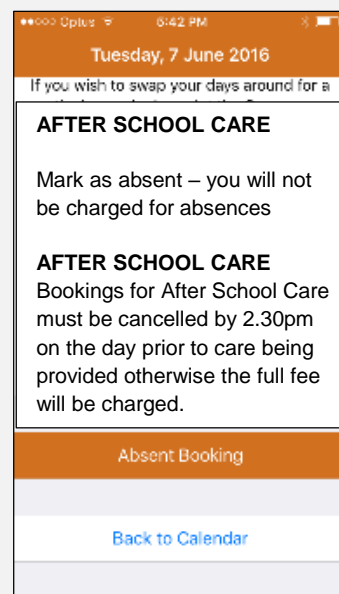 Optus 6:42 PM
Tuesday, 7 June 2016
If you wish to swap your days around for a
AFTER SCHOOL CARE
Mark as absent – you will not
be charged for absences
AFTER SCHOOL CARE
Bookings for After School Care
must be cancelled by 2.30pm
on the day prior to care being
provided otherwise the full fee
will be charged.
Absent Booking
Back to Calendar